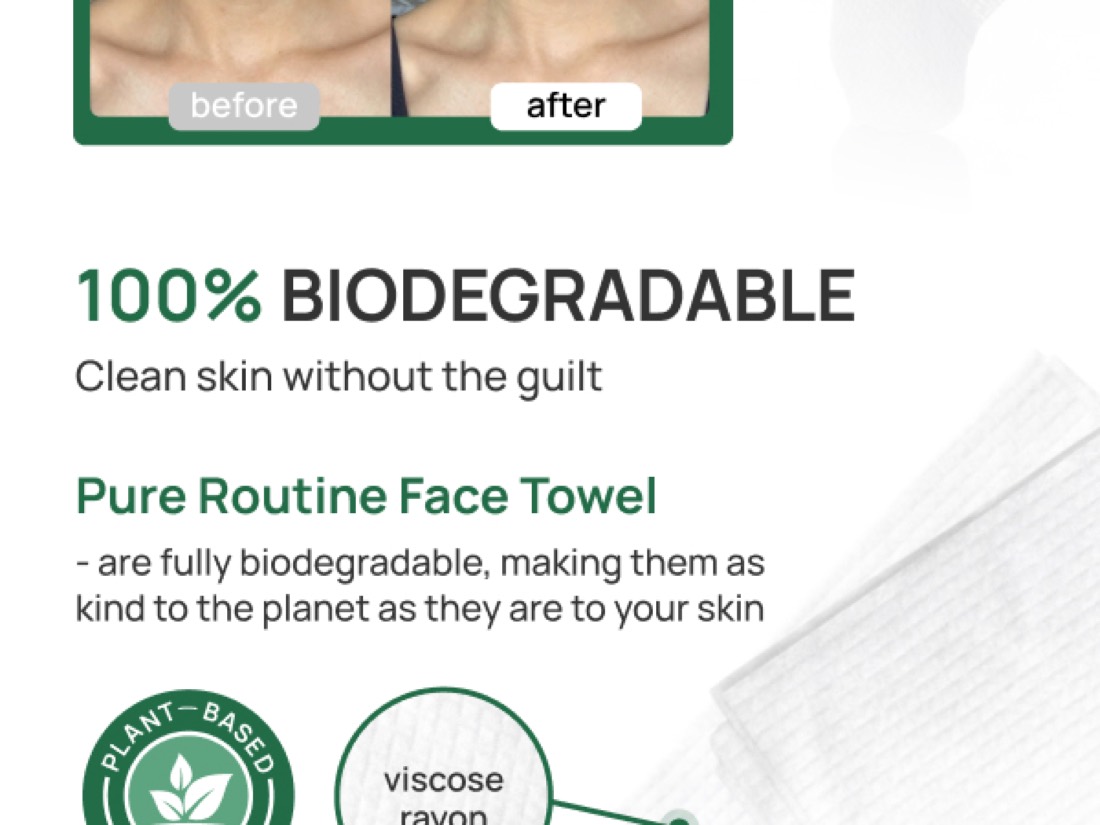 before
after
100% BIODEGRADABLE
Clean skin without the guilt
Pure Routine Face Towel
- are fully biodegradable, making them as
kind to the planet as they are to your skin
PLANT–BASED
viscose
rayon